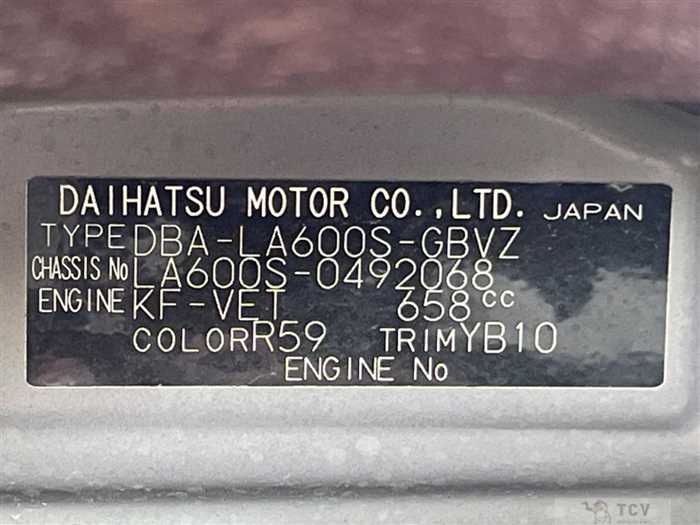 DAIHATSU MOTOR CO.,LTD. JAPAN
TYPE DBA-LA600S-GBVZ
CHASSIS No LA600S-0492068
ENGINE KF-VET 658cc
COLOR R59 TRIM YB10
ENGINE No
TCV